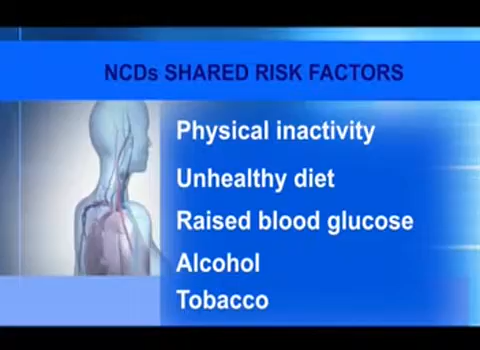 NCDs SHARED RISK FACTORS
Physical inactivity
Unhealthy diet
Raised blood glucose
Alcohol
Tobacco